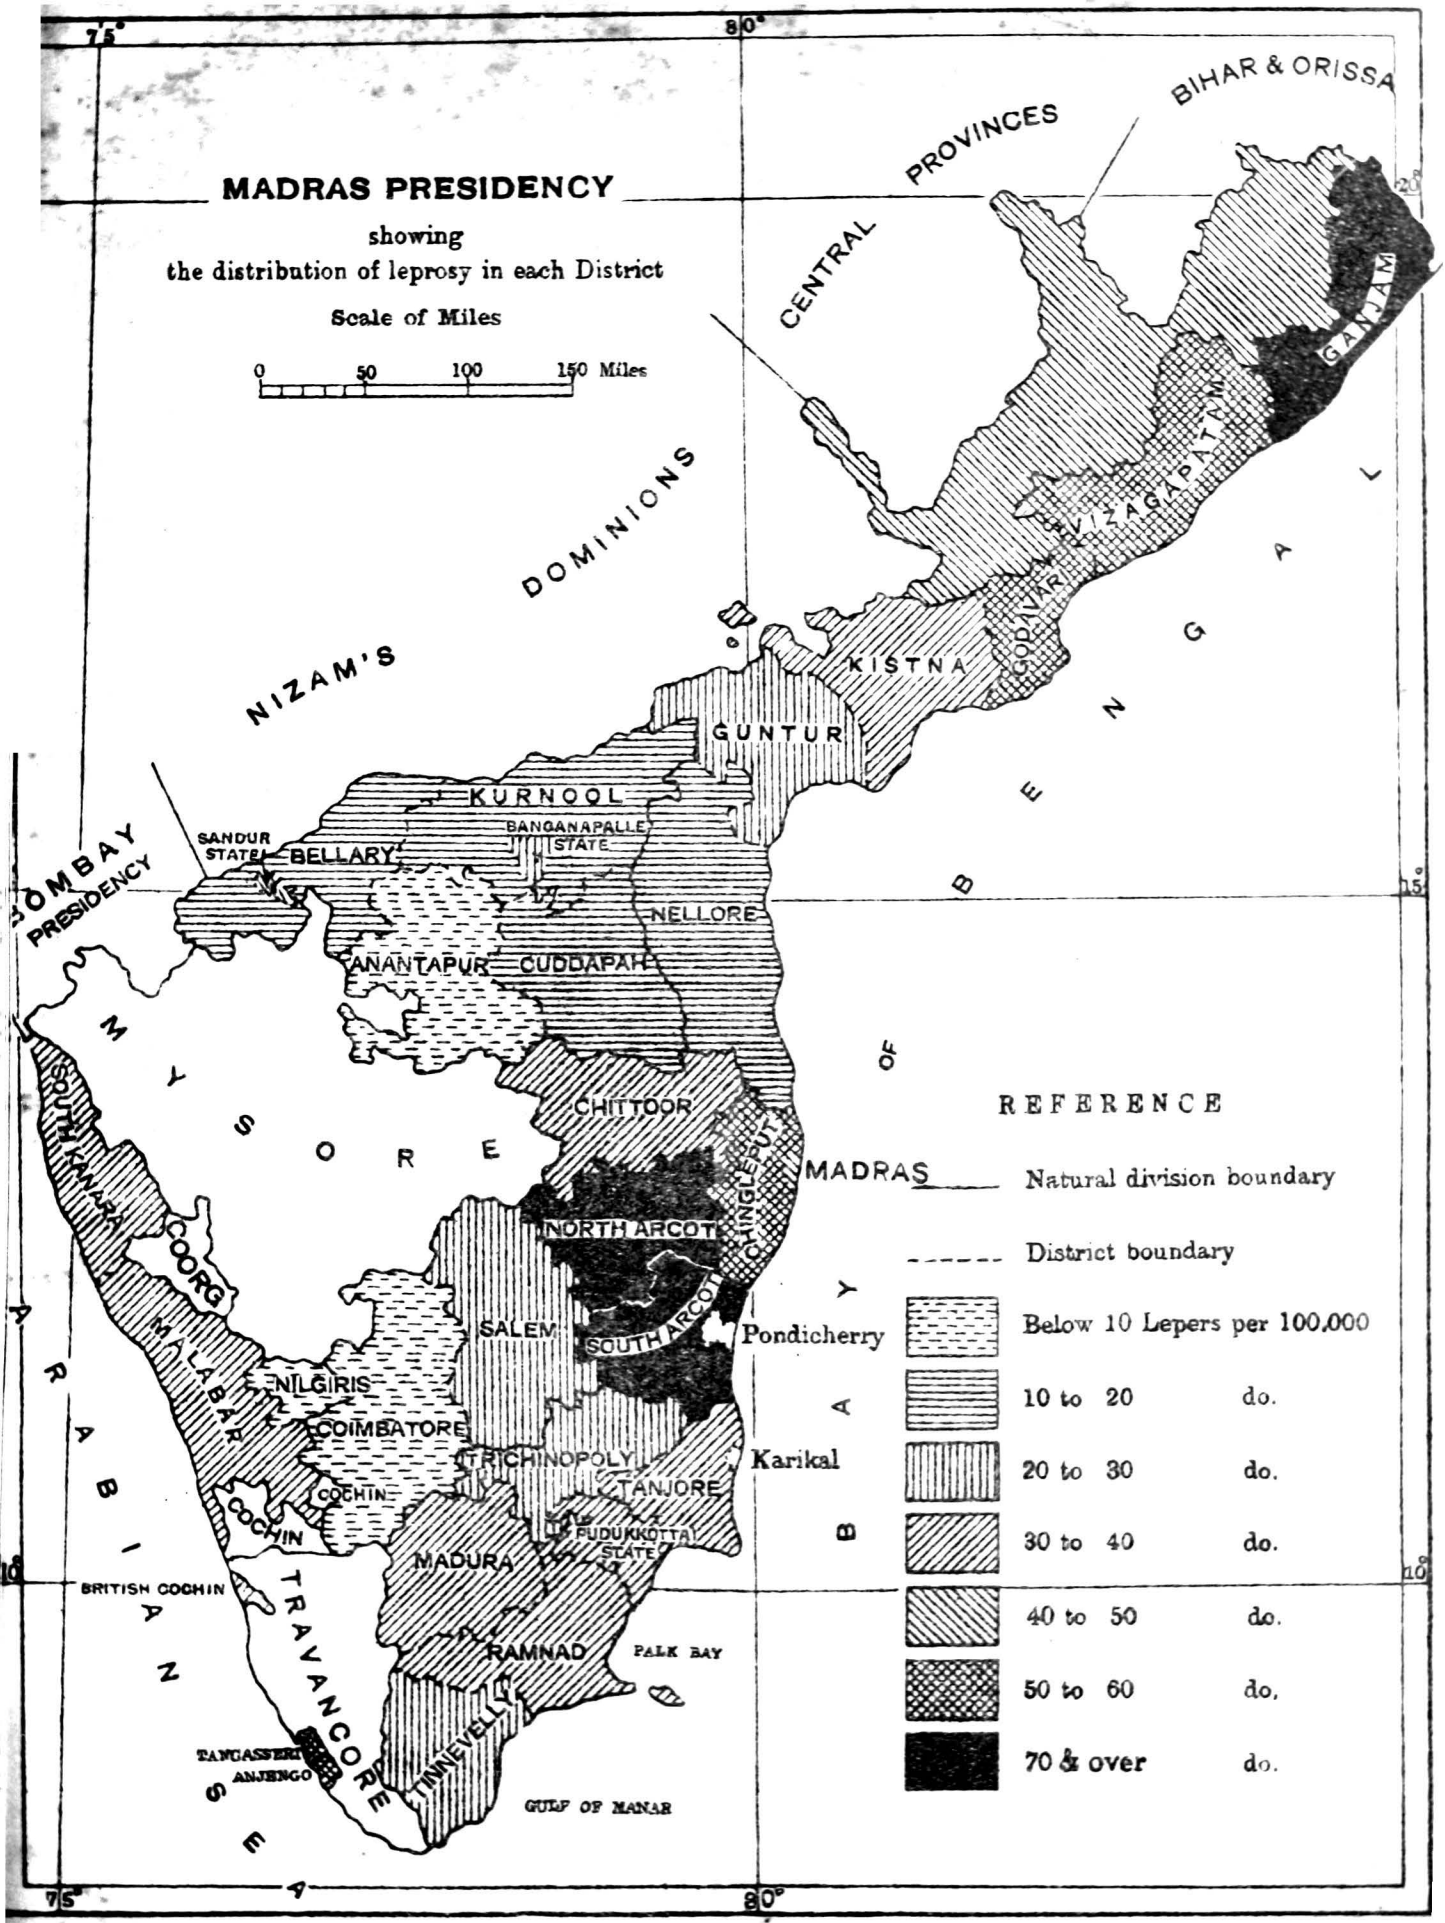 75°
80°
BIHAR & ORISSA
CENTRAL PROVINCES
20°
MADRAS PRESIDENCY
showing
the distribution of leprosy in each District
Scale of Miles
0 50 100 150 Miles
GANJAM
VIZAGAPATAM
GODAVARI
NIZAM'S DOMINIONS
KISTNA
GUNTUR
KURNOOL
BANGANAPALLE
STATE
SANDUR
STATE
BELLARY
BOMBAY
PRESIDENCY
15°
NELLORE
ANANTAPUR
CUDDAPAH
MYSORE
BAY OF BENGAL
CHITTOOR
SOUTH KANARA
CHINGLEPUT
MADRAS
NORTH ARCOT
COORG
SALEM
SOUTH ARCOT
Pondicherry
MALABAR
NILGIRIS
COIMBATORE
TRICHINOPOLY
Karikal
TANJORE
COCHIN
COCHIN
PUDUKKOTTAI
STATE
MADURA
10°
10°
BRITISH COCHIN
TRAVANCORE
RAMNAD
PALK BAY
TINNEVELLY
TANGASSERI
ANJENGO
GULF OF MANAR
ARABIAN SEA
REFERENCE
Natural division boundary
District boundary
Below 10 Lepers per 100,000
10 to 20 do.
20 to 30 do.
30 to 40 do.
40 to 50 do.
50 to 60 do.
70 & over do.
75°
80°